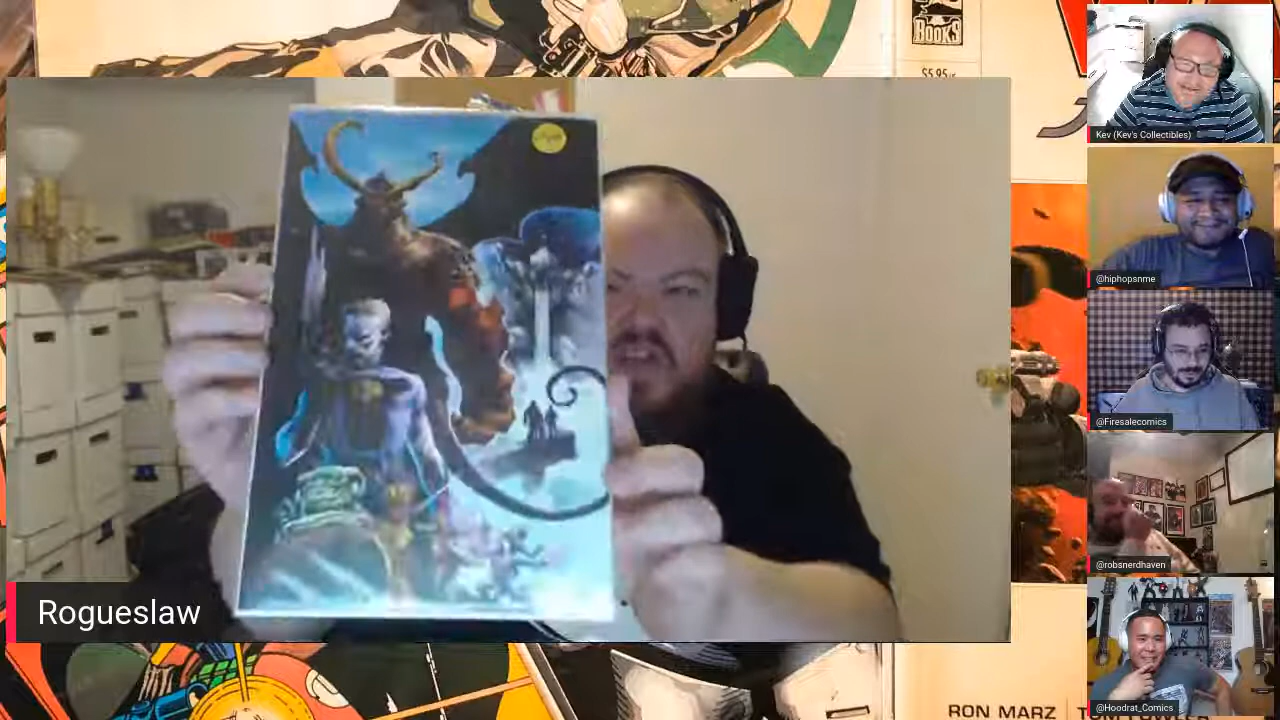 BOOKS
$5.95
Kev (Kev's Collectibles)
@hiphopsnme
@Firesalecomics
@robsnerdhaven
Rogueslaw
@Hoodrat_Comics
RON MARZ